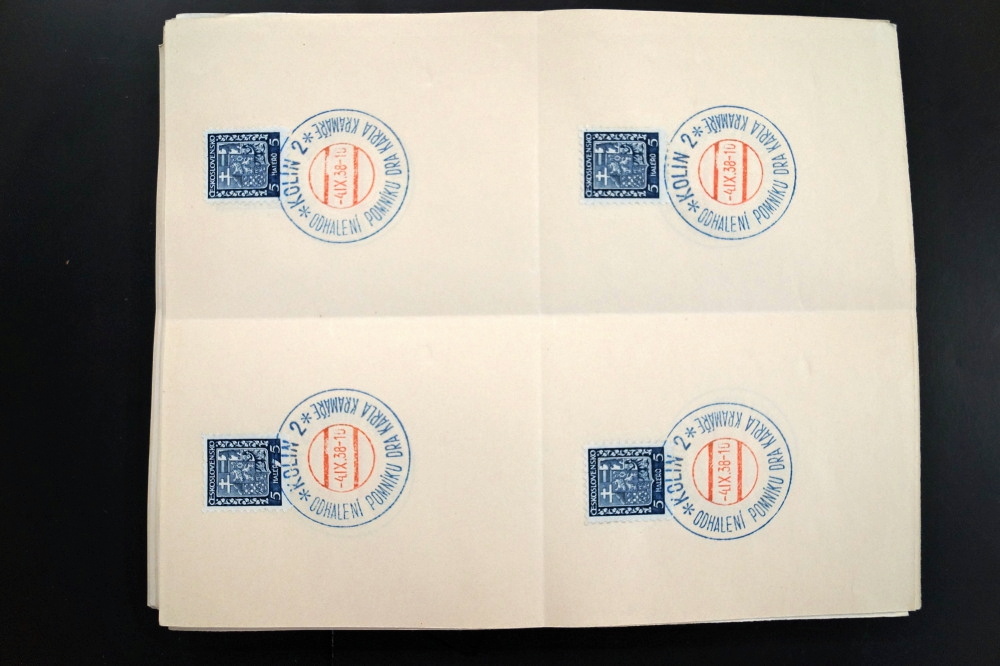 ČESKOSLOVENSKO
5 HALÉŘŮ 5
* KOLÍN 2 *
ODHALENÍ POMNÍKU DRA KARLA KRAMÁŘE
-4.IX.38-10
ČESKOSLOVENSKO
5 HALÉŘŮ 5
* KOLÍN 2 *
ODHALENÍ POMNÍKU DRA KARLA KRAMÁŘE
-4.IX.38-10
ČESKOSLOVENSKO
5 HALÉŘŮ 5
* KOLÍN 2 *
ODHALENÍ POMNÍKU DRA KARLA KRAMÁŘE
-4.IX.38-10
ČESKOSLOVENSKO
5 HALÉŘŮ 5
* KOLÍN 2 *
ODHALENÍ POMNÍKU DRA KARLA KRAMÁŘE
-4.IX.38-10